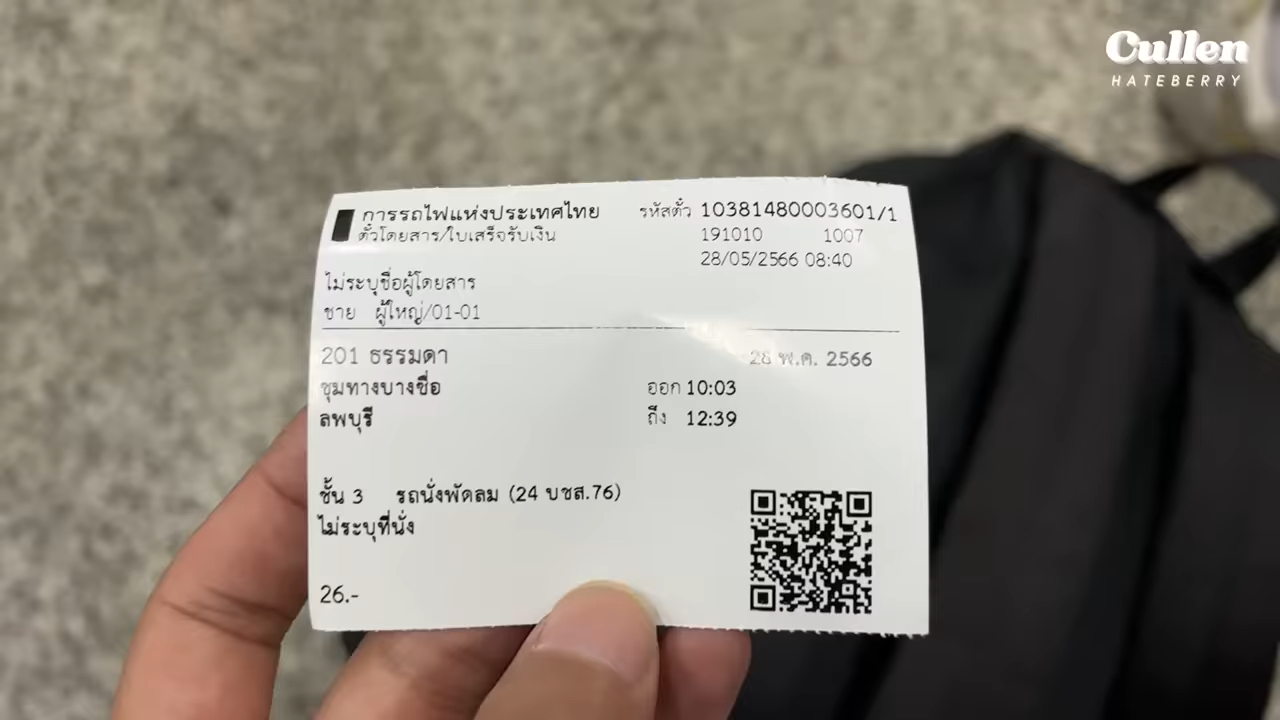 Cullen
HATEBERRY
การรถไฟแห่งประเทศไทย รหัสตั๋ว 10381480003601/1
ตั๋วโดยสาร/ใบเสร็จรับเงิน 191010 1007
28/05/2566 08:40
ไม่ระบุชื่อผู้โดยสาร
ชาย ผู้ใหญ่/01-01
201 ธรรมดา 28 พ.ค. 2566
ชุมทางบางซื่อ ออก 10:03
ลพบุรี ถึง 12:39
ชั้น 3 รถนั่งพัดลม (24 บชส.76)
ไม่ระบุที่นั่ง
26.-